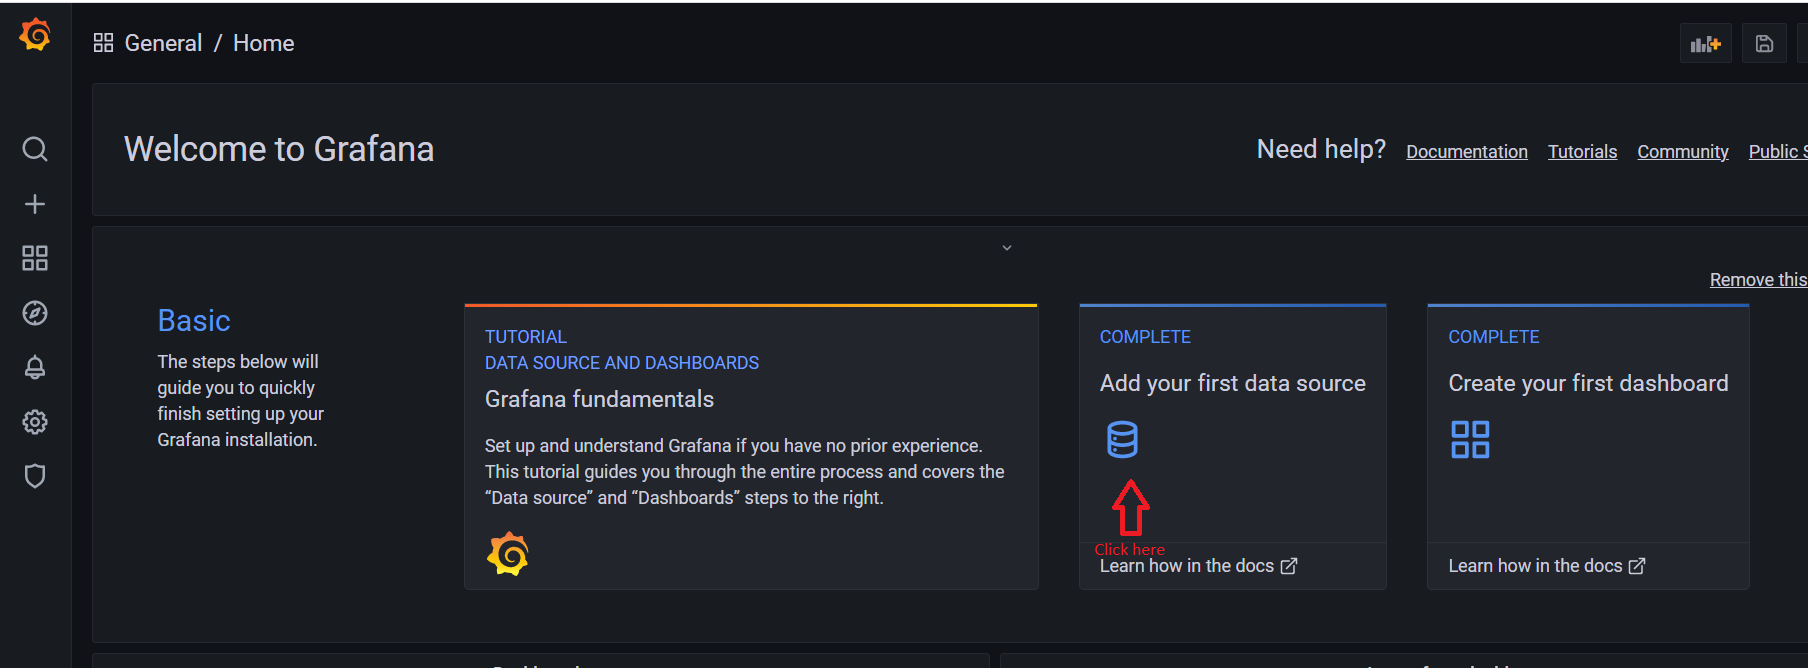 General / Home
Welcome to Grafana
Need help? Documentation Tutorials Community Public
Remove this
Basic
The steps below will
guide you to quickly
finish setting up your
Grafana installation.
TUTORIAL
DATA SOURCE AND DASHBOARDS
Grafana fundamentals
Set up and understand Grafana if you have no prior experience.
This tutorial guides you through the entire process and covers the
“Data source” and “Dashboards” steps to the right.
COMPLETE
Add your first data source
Click here
Learn how in the docs
COMPLETE
Create your first dashboard
Learn how in the docs